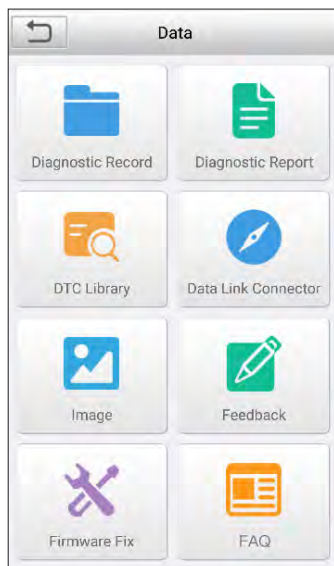 Data
Diagnostic Record
Diagnostic Report
DTC Library
Data Link Connector
Image
Feedback
Firmware Fix
FAQ